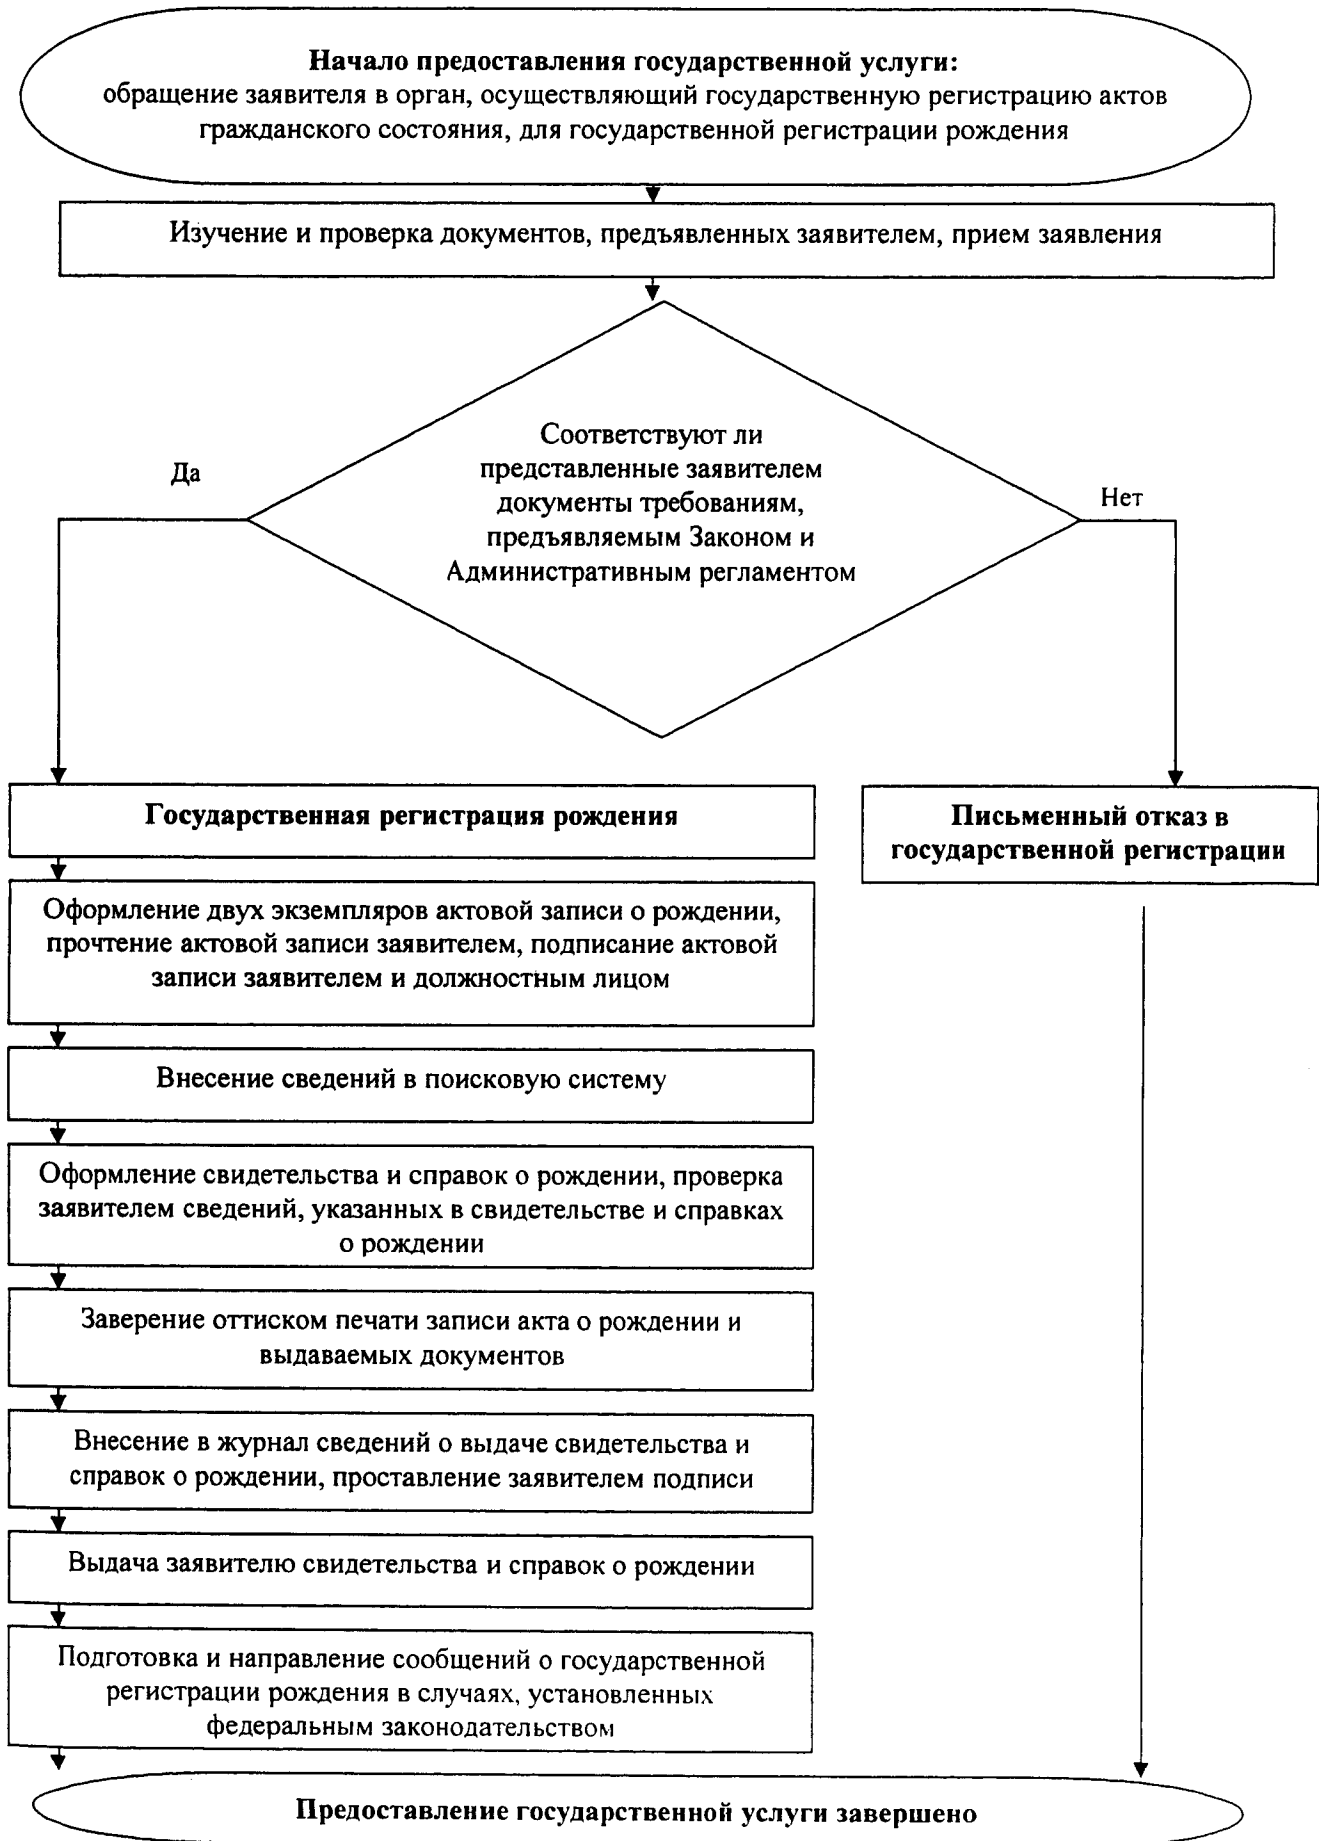 Начало предоставления государственной услуги:
обращение заявителя в орган, осуществляющий государственную регистрацию актов
гражданского состояния, для государственной регистрации рождения
Изучение и проверка документов, предъявленных заявителем, прием заявления
Соответствуют ли
представленные заявителем
документы требованиям,
предъявляемым Законом и
Административным регламентом
Да
Нет
Государственная регистрация рождения
Письменный отказ в
государственной регистрации
Оформление двух экземпляров актовой записи о рождении,
прочтение актовой записи заявителем, подписание актовой
записи заявителем и должностным лицом
Внесение сведений в поисковую систему
Оформление свидетельства и справок о рождении, проверка
заявителем сведений, указанных в свидетельстве и справках
о рождении
Заверение оттиском печати записи акта о рождении и
выдаваемых документов
Внесение в журнал сведений о выдаче свидетельства и
справок о рождении, проставление заявителем подписи
Выдача заявителю свидетельства и справок о рождении
Подготовка и направление сообщений о государственной
регистрации рождения в случаях, установленных
федеральным законодательством
Предоставление государственной услуги завершено